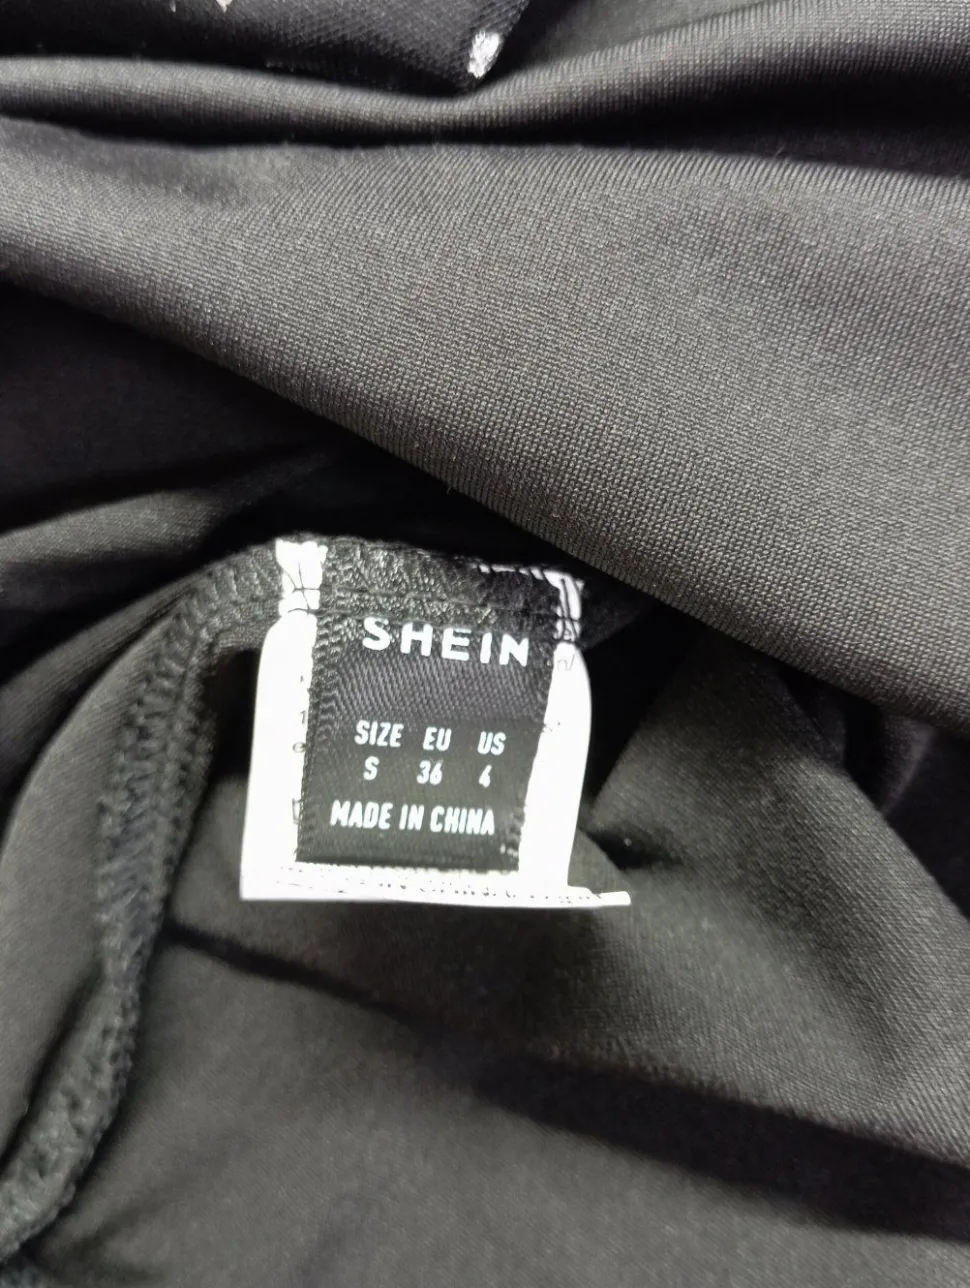 SHEIN
SIZE EU US
S 36 4
MADE IN CHINA